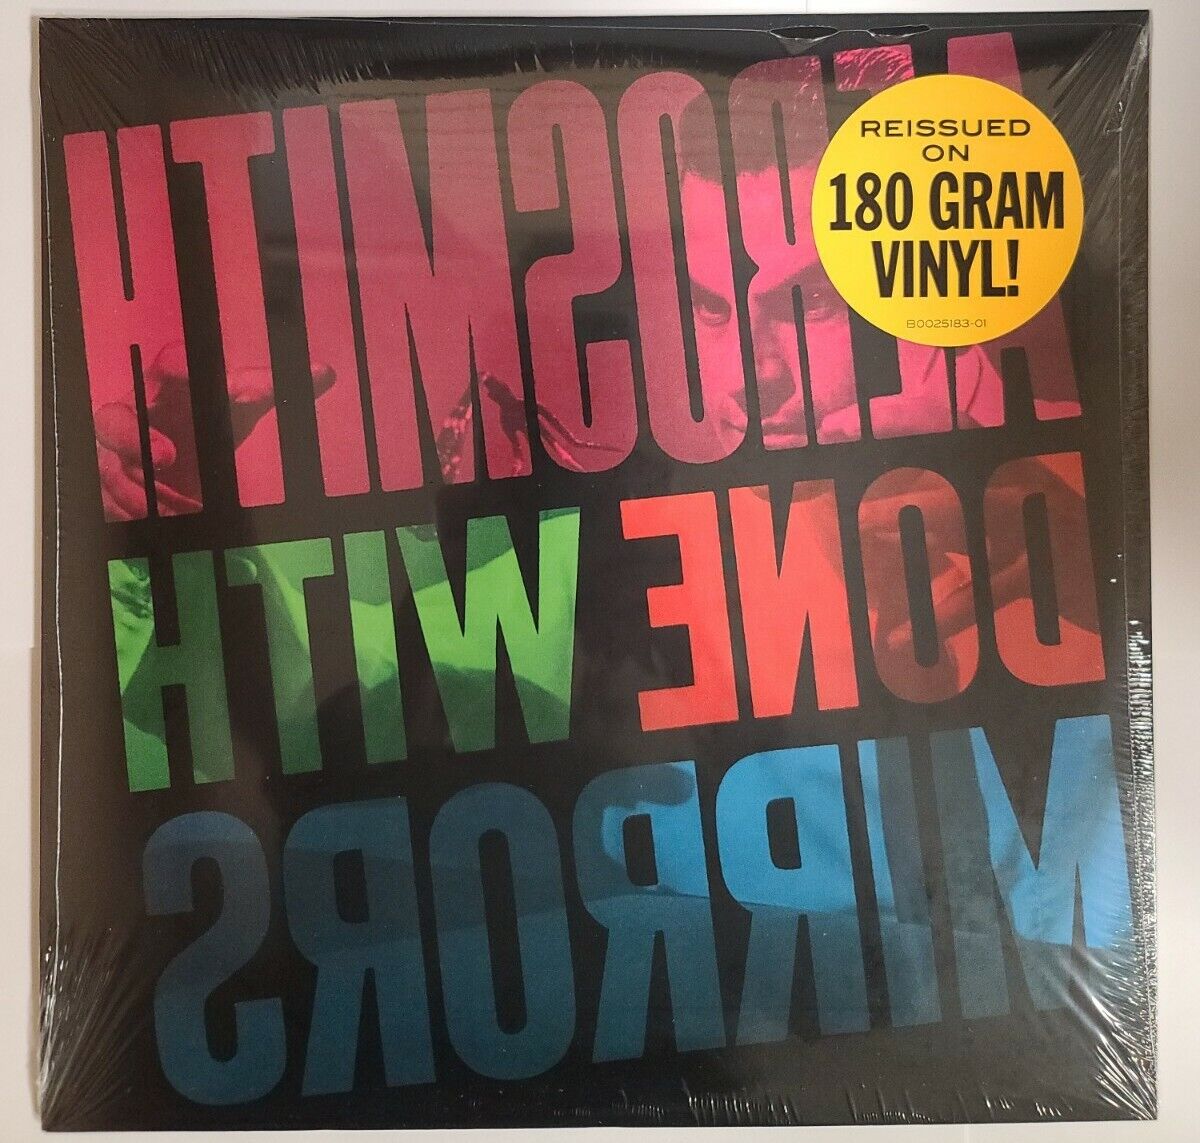 AEROSMITH
DONE WITH
MIRRORS
REISSUED
ON
180 GRAM
VINYL!
B0025183-01